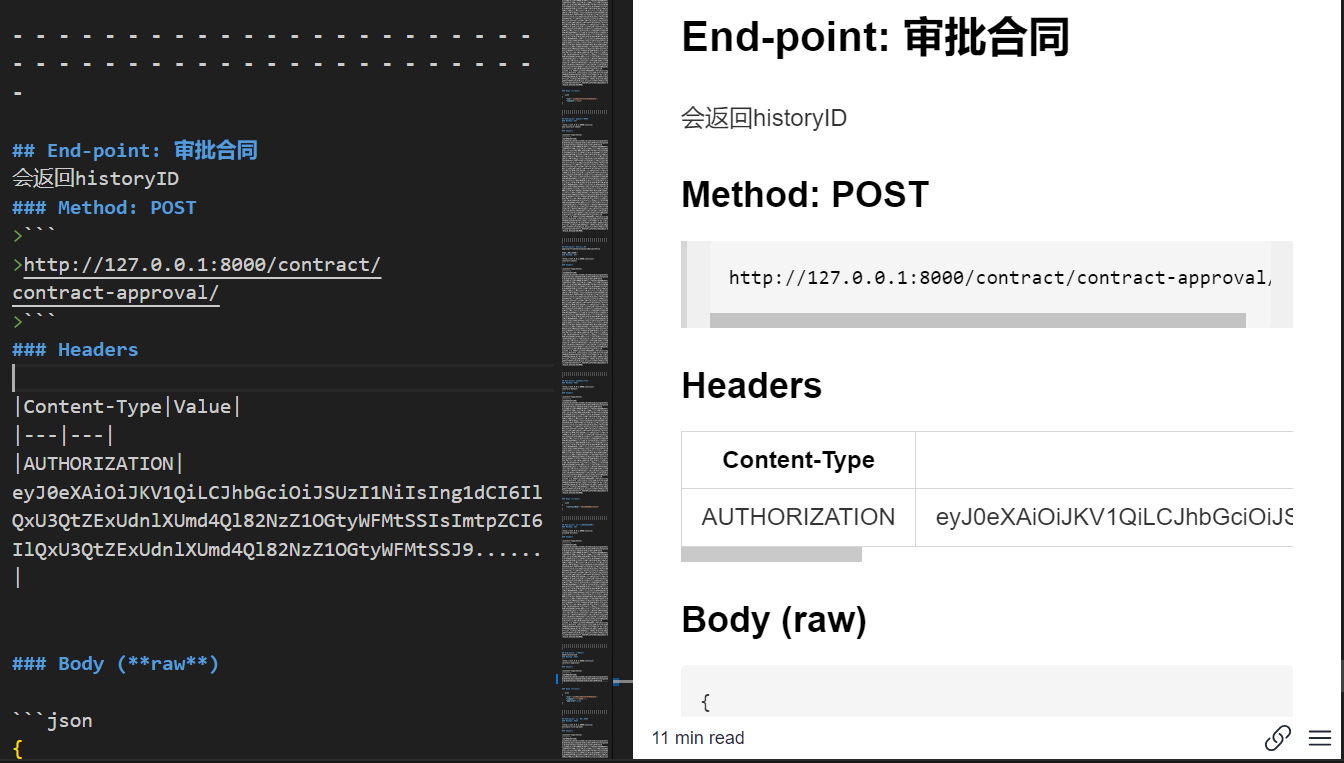 - - - - - - - - - - - - - - - - - - - - - - -
- - - - - - - - - - - - - - - - - - - - - - -
-
## End-point: 审批合同
会返回historyID
### Method: POST
>```
>http://127.0.0.1:8000/contract/
contract-approval/
>```
### Headers
|Content-Type|Value|
|---|---|
|AUTHORIZATION|
eyJ0eXAiOiJKV1QiLCJhbGciOiJSUzI1NiIsIng1dCI6Il
QxU3QtZExUdnlXUmd4Ql82NzZ1OGtyWFMtSSIsImtpZCI6
IlQxU3QtZExUdnlXUmd4Ql82NzZ1OGtyWFMtSSJ9......
|
### Body (**raw**)
```json
{
End-point: 审批合同
会返回historyID
Method: POST
http://127.0.0.1:8000/contract/contract-approval/
Headers
Content-Type
AUTHORIZATION eyJ0eXAiOiJKV1QiLCJhbGciOiJS
Body (raw)
{
11 min read